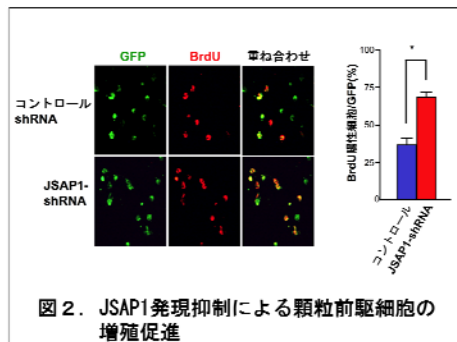 GFP BrdU 重ね合わせ
コントロール
shRNA
JSAP1-
shRNA
BrdU陽性細胞/GFP(%)
100
75
50
25
0
*
コントロール
JSAP1-shRNA
図２．JSAP1発現抑制による顆粒前駆細胞の
増殖促進